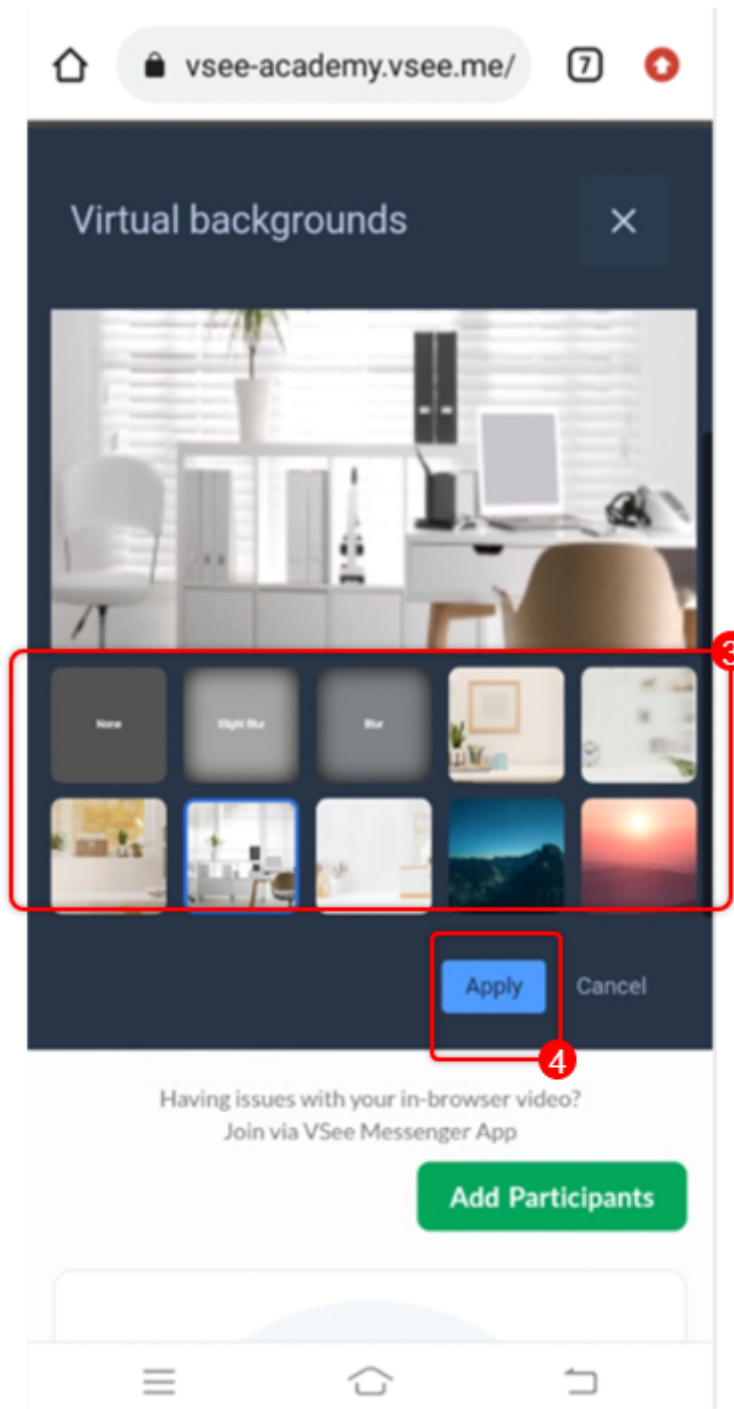 vsee-academy.vsee.me/
7
Virtual backgrounds
3
None
Slight Blur
Blur
Apply
Cancel
4
Having issues with your in-browser video?
Join via VSee Messenger App
Add Participants